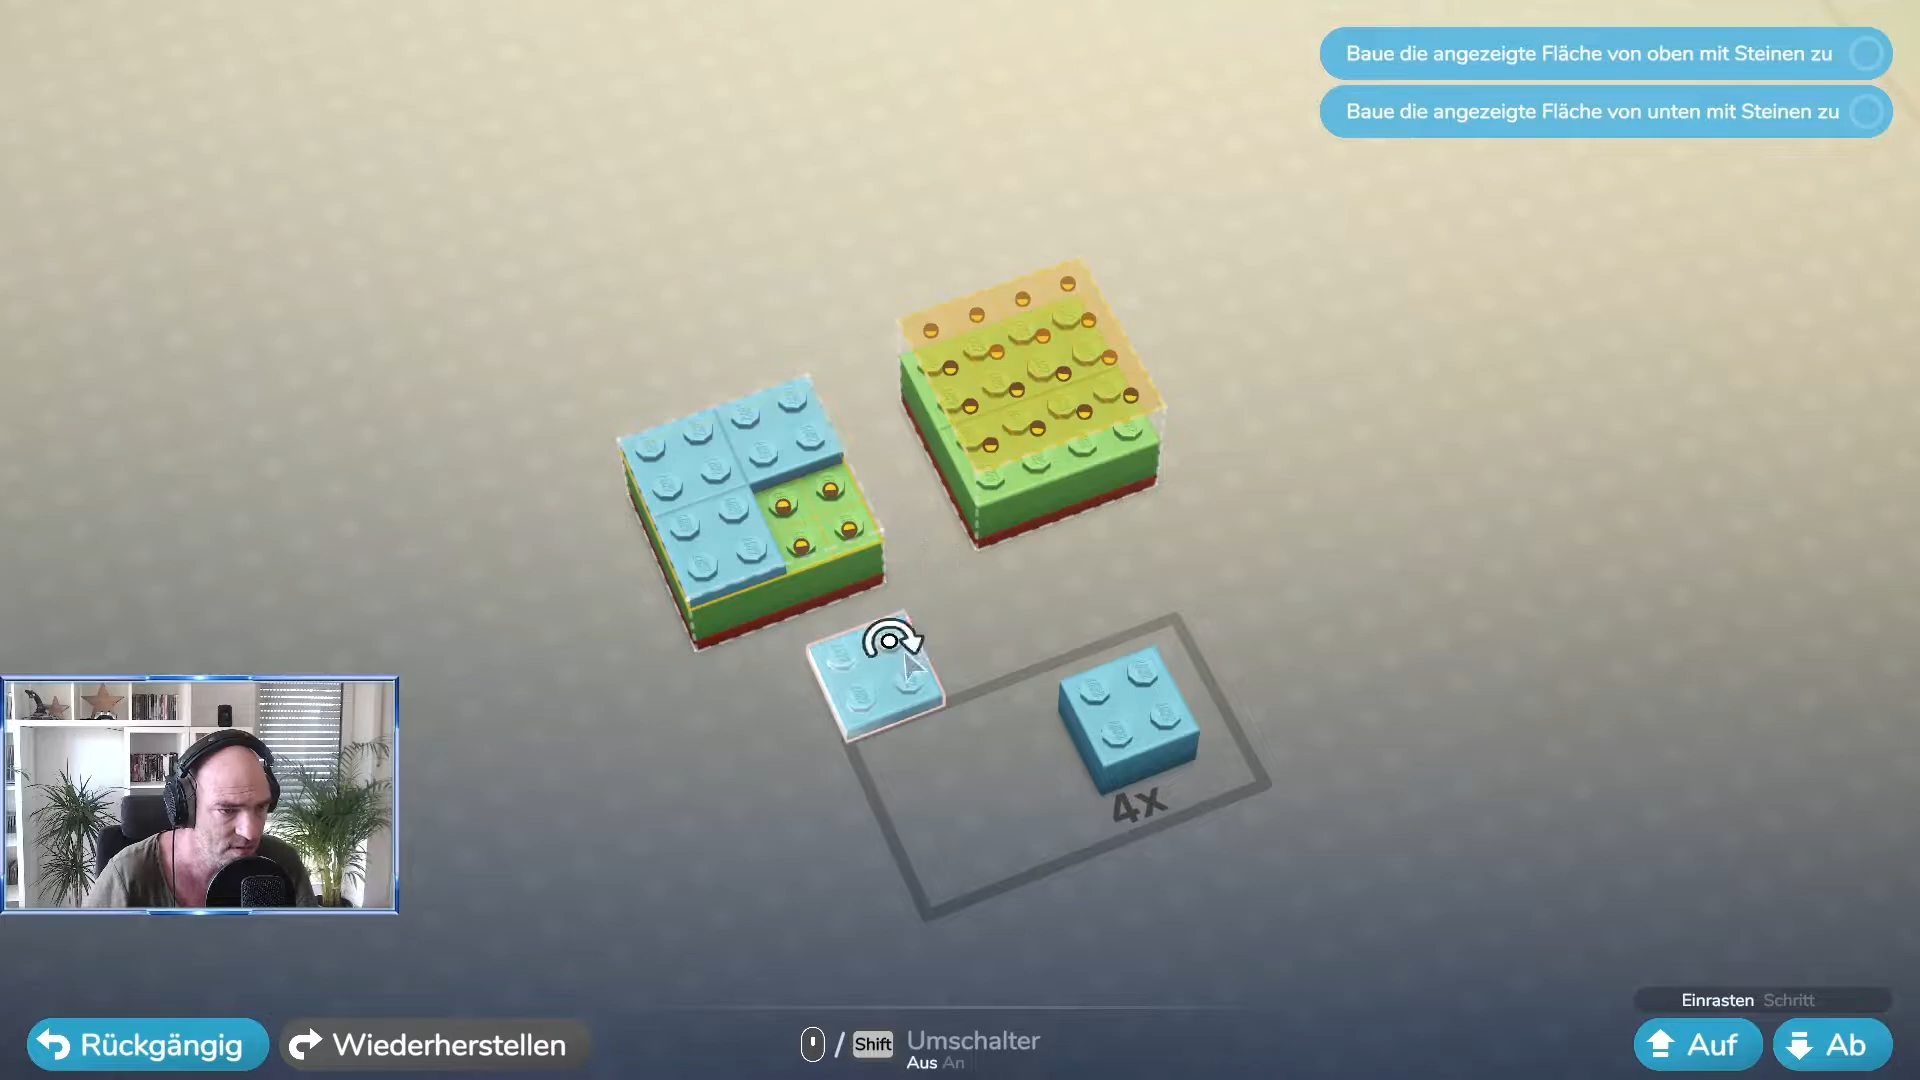 Baue die angezeigte Fläche von oben mit Steinen zu
Baue die angezeigte Fläche von unten mit Steinen zu
4x
Einrasten Schritt
Rückgängig
Wiederherstellen
/ Shift Umschalter
Aus An
Auf
Ab